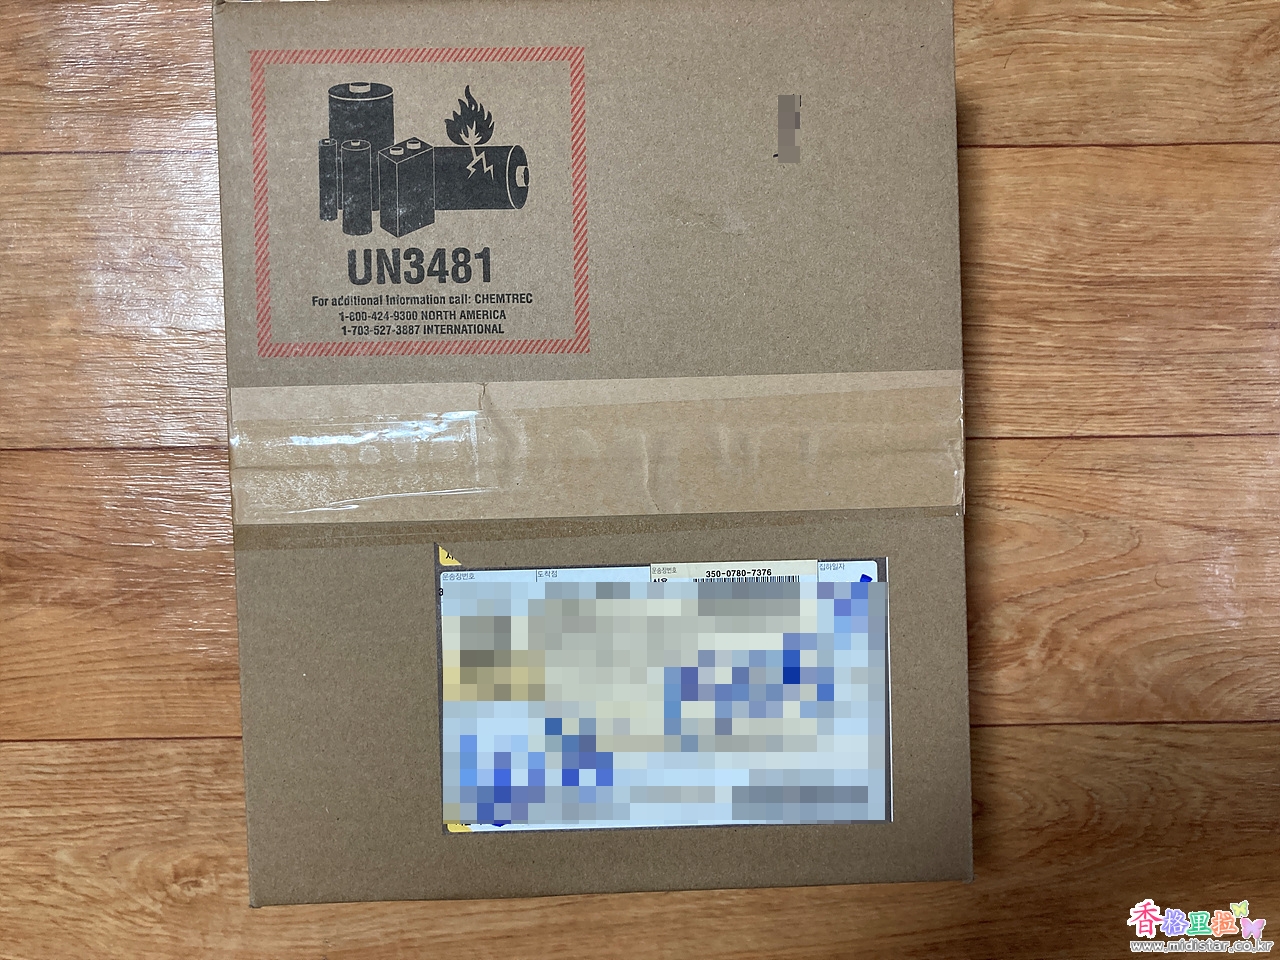 UN3481
For additional information call: CHEMTREC
1-800-424-9300 NORTH AMERICA
1-703-527-3887 INTERNATIONAL
운송장번호
도착점
운송장번호
350-0780-7376
집하일자
香格里拉
www.midistar.co.kr